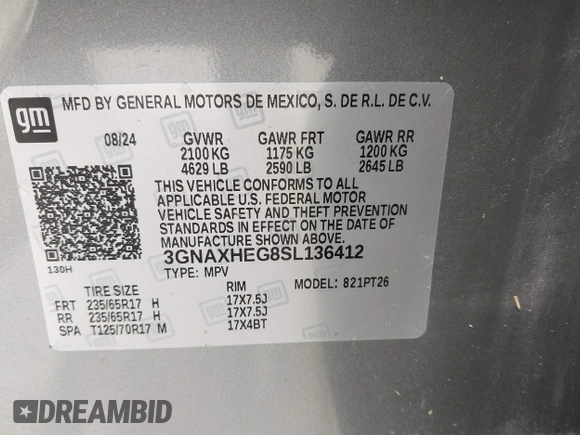 gm
MFD BY GENERAL MOTORS DE MEXICO, S. DE R.L. DE C.V.
08/24 GVWR GAWR FRT GAWR RR
2100 KG 1175 KG 1200 KG
4629 LB 2590 LB 2645 LB
THIS VEHICLE CONFORMS TO ALL
APPLICABLE U.S. FEDERAL MOTOR
VEHICLE SAFETY AND THEFT PREVENTION
STANDARDS IN EFFECT ON THE DATE OF
MANUFACTURE SHOWN ABOVE.
130H
3GNAXHEG8SL136412
TYPE: MPV MODEL: 821PT26
TIRE SIZE RIM
FRT 235/65R17 H 17X7.5J
RR 235/65R17 H 17X7.5J
SPA T125/70R17 M 17X4BT
DREAMBID